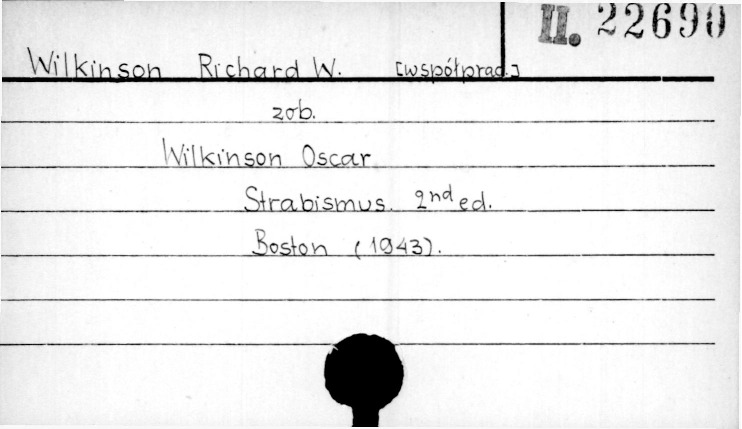 II. 22690
Wilkinson Richard W. [współprac.]
zob.
Wilkinson Oscar
Strabismus. 2nd ed.
Boston (1943).